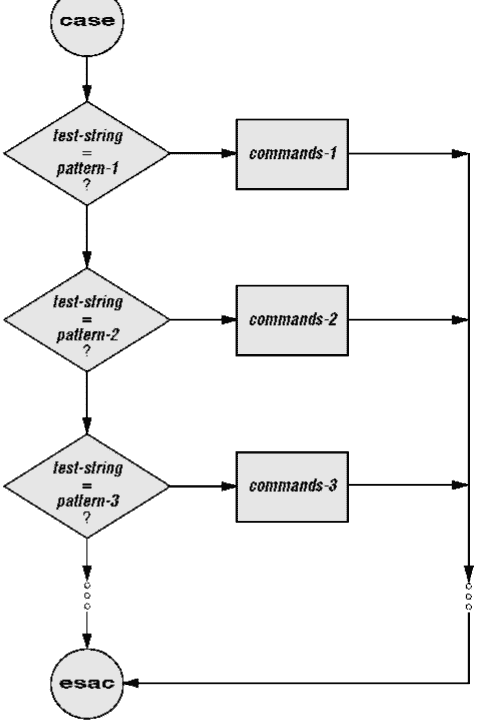 case
test-string
=
pattern-1
?
commands-1
test-string
=
pattern-2
?
commands-2
test-string
=
pattern-3
?
commands-3
esac